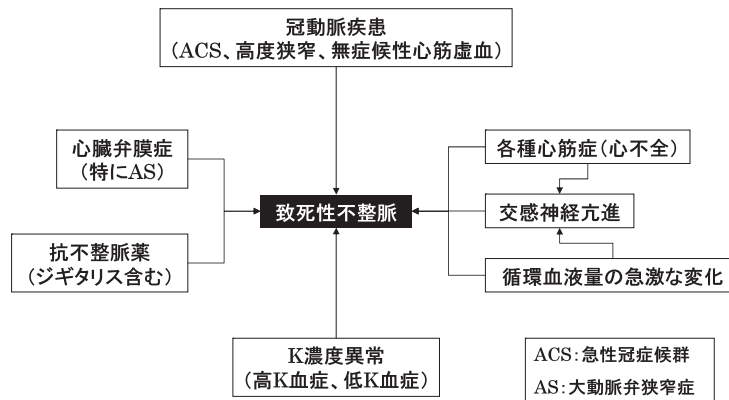 冠動脈疾患
(ACS、高度狭窄、無症候性心筋虚血)
心臓弁膜症
(特にAS)
各種心筋症(心不全)
致死性不整脈
交感神経亢進
抗不整脈薬
(ジギタリス含む)
循環血液量の急激な変化
K濃度異常
(高K血症、低K血症)
ACS:急性冠症候群
AS:大動脈弁狭窄症